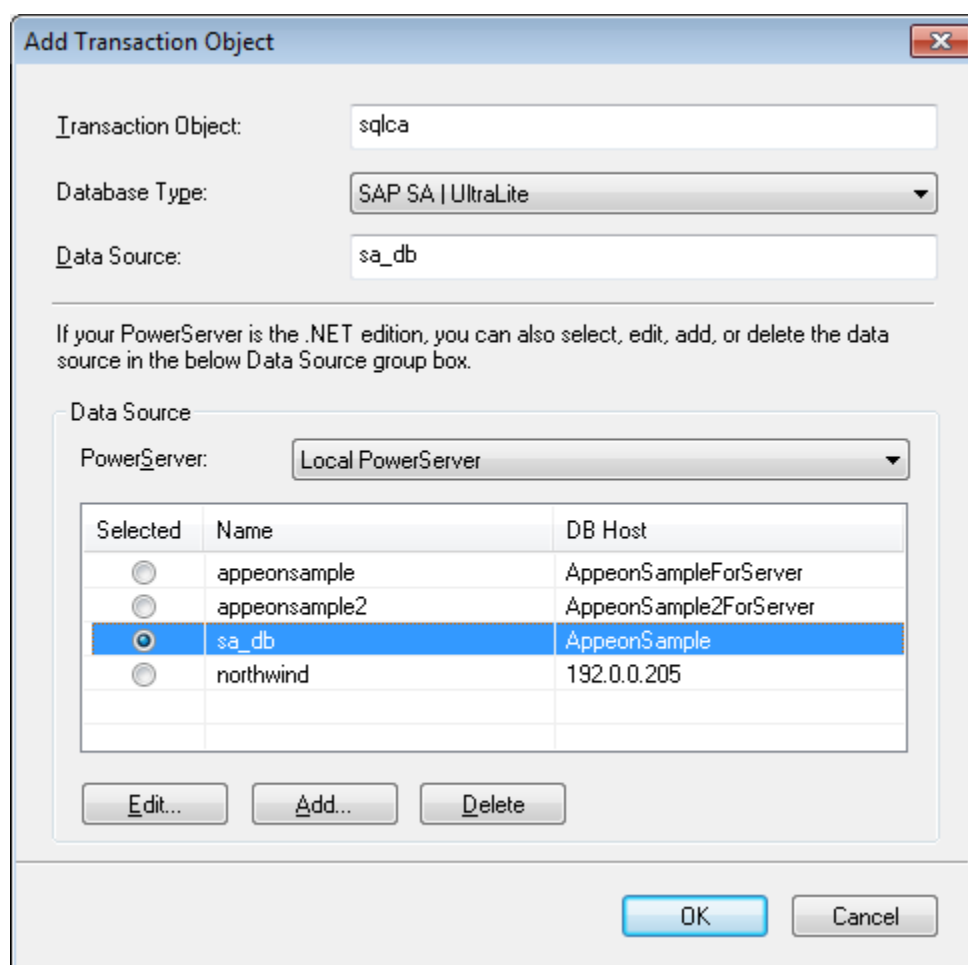 Add Transaction Object
Transaction Object: sqlca
Database Type: SAP SA | UltraLite
Data Source: sa_db
If your PowerServer is the .NET edition, you can also select, edit, add, or delete the data
source in the below Data Source group box.
Data Source
PowerServer: Local PowerServer
Selected Name DB Host
appeonsample AppeonSampleForServer
appeonsample2 AppeonSample2ForServer
sa_db AppeonSample
northwind 192.0.0.205
Edit... Add... Delete
OK Cancel